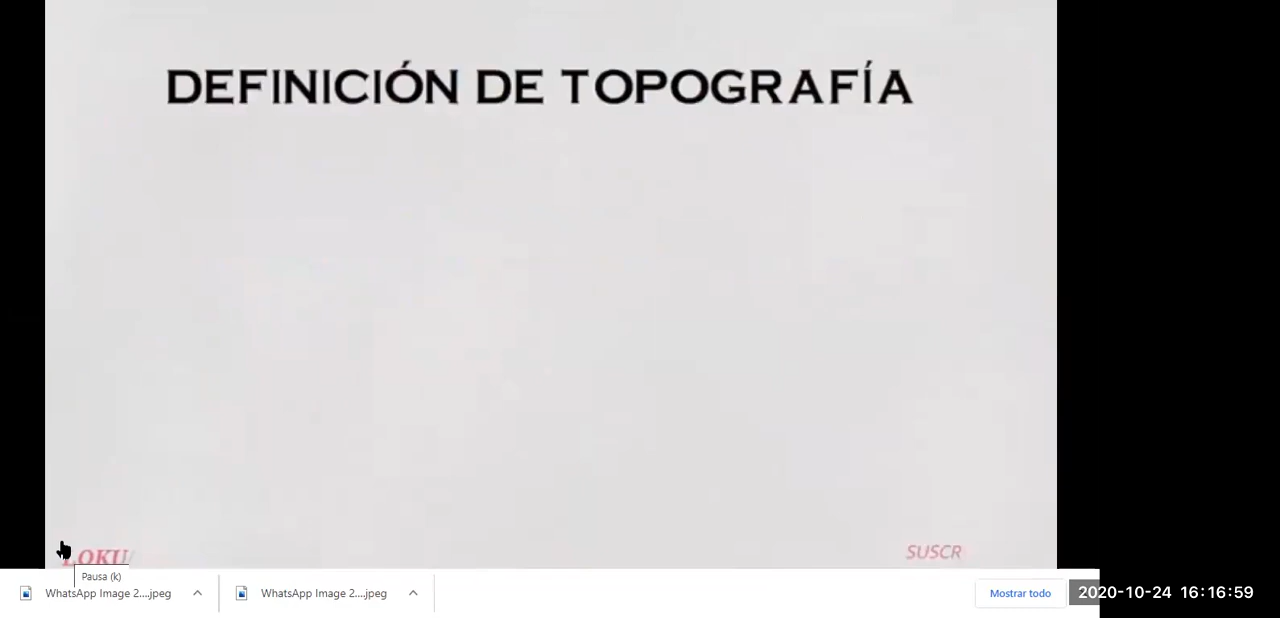 DEFINICIÓN DE TOPOGRAFÍA
LOKU
SUSCR
Pausa (k)
WhatsApp Image 2....jpeg
WhatsApp Image 2....jpeg
Mostrar todo
2020-10-24 16:16:59